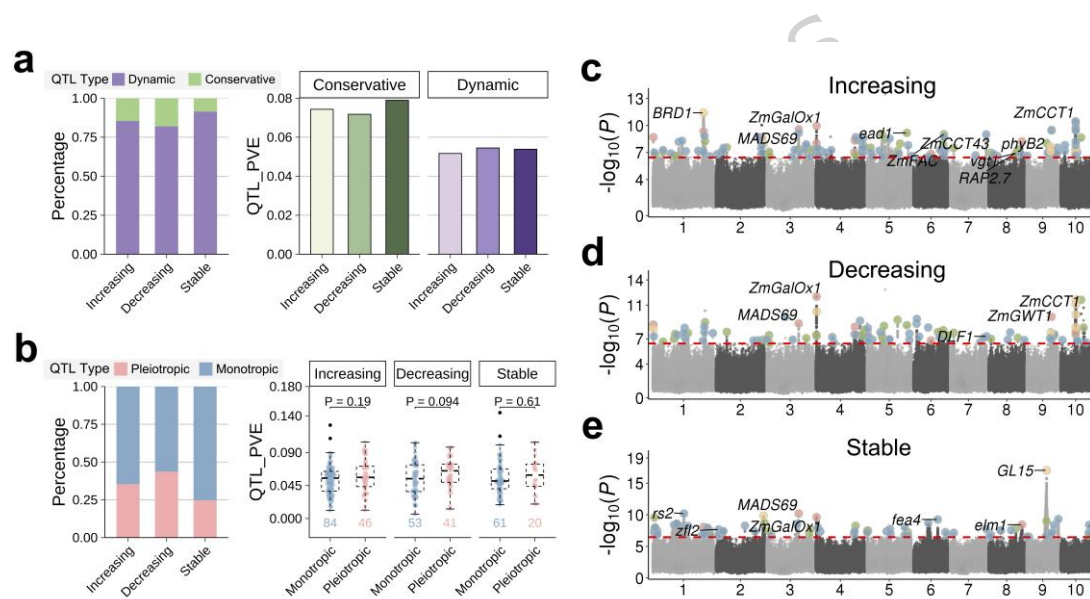 a
QTL Type Dynamic Conservative
Percentage
1.00
0.75
0.50
0.25
0.00
Increasing
Decreasing
Stable
QTL_PVE
0.08
0.06
0.04
0.02
0.00
Conservative
Dynamic
Increasing
Decreasing
Stable
Increasing
Decreasing
Stable
b
QTL Type Pleiotropic Monotropic
Percentage
1.00
0.75
0.50
0.25
0.00
Increasing
Decreasing
Stable
QTL_PVE
0.180
0.140
0.090
0.045
0.000
Increasing
Decreasing
Stable
P = 0.19
P = 0.094
P = 0.61
84
46
53
41
61
20
Monotropic
Pleiotropic
Monotropic
Pleiotropic
Monotropic
Pleiotropic
c
Increasing
-log10(P)
13
10
7
4
0
BRD1
ZmGalOx1
MADS69
ead1
ZmFAC
ZmCCT43
vgt1
RAP2.7
phyB2
ZmCCT1
1 2 3 4 5 6 7 8 9 10
d
Decreasing
-log10(P)
14
11
7
4
0
ZmGalOx1
MADS69
DLF1
ZmGWT1
ZmCCT1
1 2 3 4 5 6 7 8 9 10
e
Stable
-log10(P)
19
15
10
5
0
rs2
zfl2
MADS69
ZmGalOx1
fea4
elm1
GL15
1 2 3 4 5 6 7 8 9 10